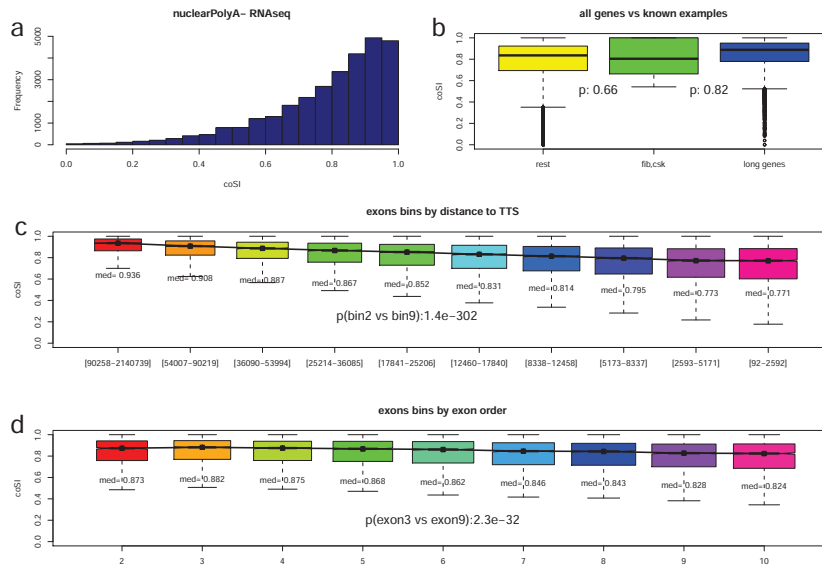 a
nuclearPolyA− RNAseq
Frequency
0 1000 3000 5000
0.0 0.2 0.4 0.6 0.8 1.0
coSI
b
all genes vs known examples
coSI
0.0 0.2 0.4 0.6 0.8 1.0
p: 0.66 p: 0.82
rest fib,csk long genes
c
exons bins by distance to TTS
coSI
0.0 0.2 0.4 0.6 0.8 1.0
med= 0.936 med= 0.908 med= 0.887 med= 0.867 med= 0.852 med= 0.831 med= 0.814 med= 0.795 med= 0.773 med= 0.771
p(bin2 vs bin9):1.4e−302
[90258−2140739] [54007−90219] [36090−53994] [25214−36085] [17841−25206] [12460−17840] [8338−12458] [5173−8337] [2593−5171] [92−2592]
d
exons bins by exon order
coSI
0.0 0.2 0.4 0.6 0.8 1.0
med= 0.873 med= 0.882 med= 0.875 med= 0.868 med= 0.862 med= 0.846 med= 0.843 med= 0.828 med= 0.824
p(exon3 vs exon9):2.3e−32
2 3 4 5 6 7 8 9 10